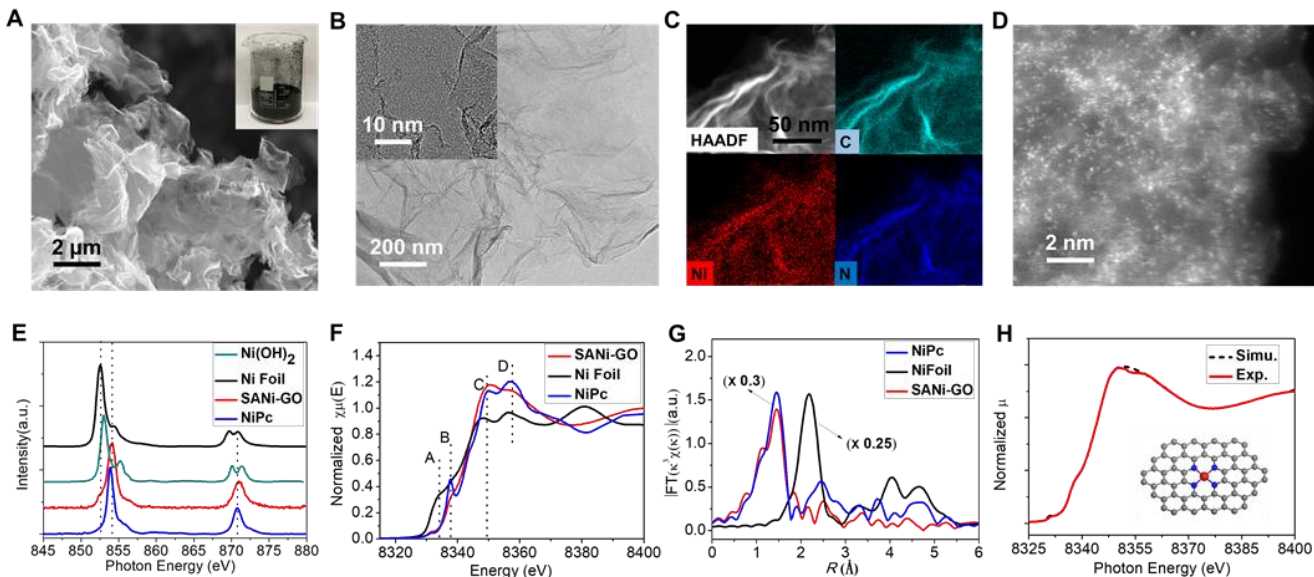 A
2 µm
B
10 nm
200 nm
C
50 nm
HAADF
C
Ni
N
D
2 nm
E
Ni(OH)2
Ni Foil
SANi-GO
NiPc
Intensity(a.u.)
845 850 855 860 865 870 875 880
Photon Energy (eV)
F
1.4
1.2
1.0
0.8
0.6
0.4
0.2
0.0
A
B
C
D
SANi-GO
Ni Foil
NiPc
Normalized χμ(E)
8320 8340 8360 8380 8400
Energy (eV)
G
2.0
1.5
1.0
0.5
0.0
(x 0.3)
(x 0.25)
NiPc
NiFoil
SANi-GO
|FT(κ³χ(κ))|(a.u.)
0 1 2 3 4 5 6
R(Å)
H
Simu.
Exp.
Normalized μ
8325 8340 8355 8370 8385 8400
Photon Energy (eV)